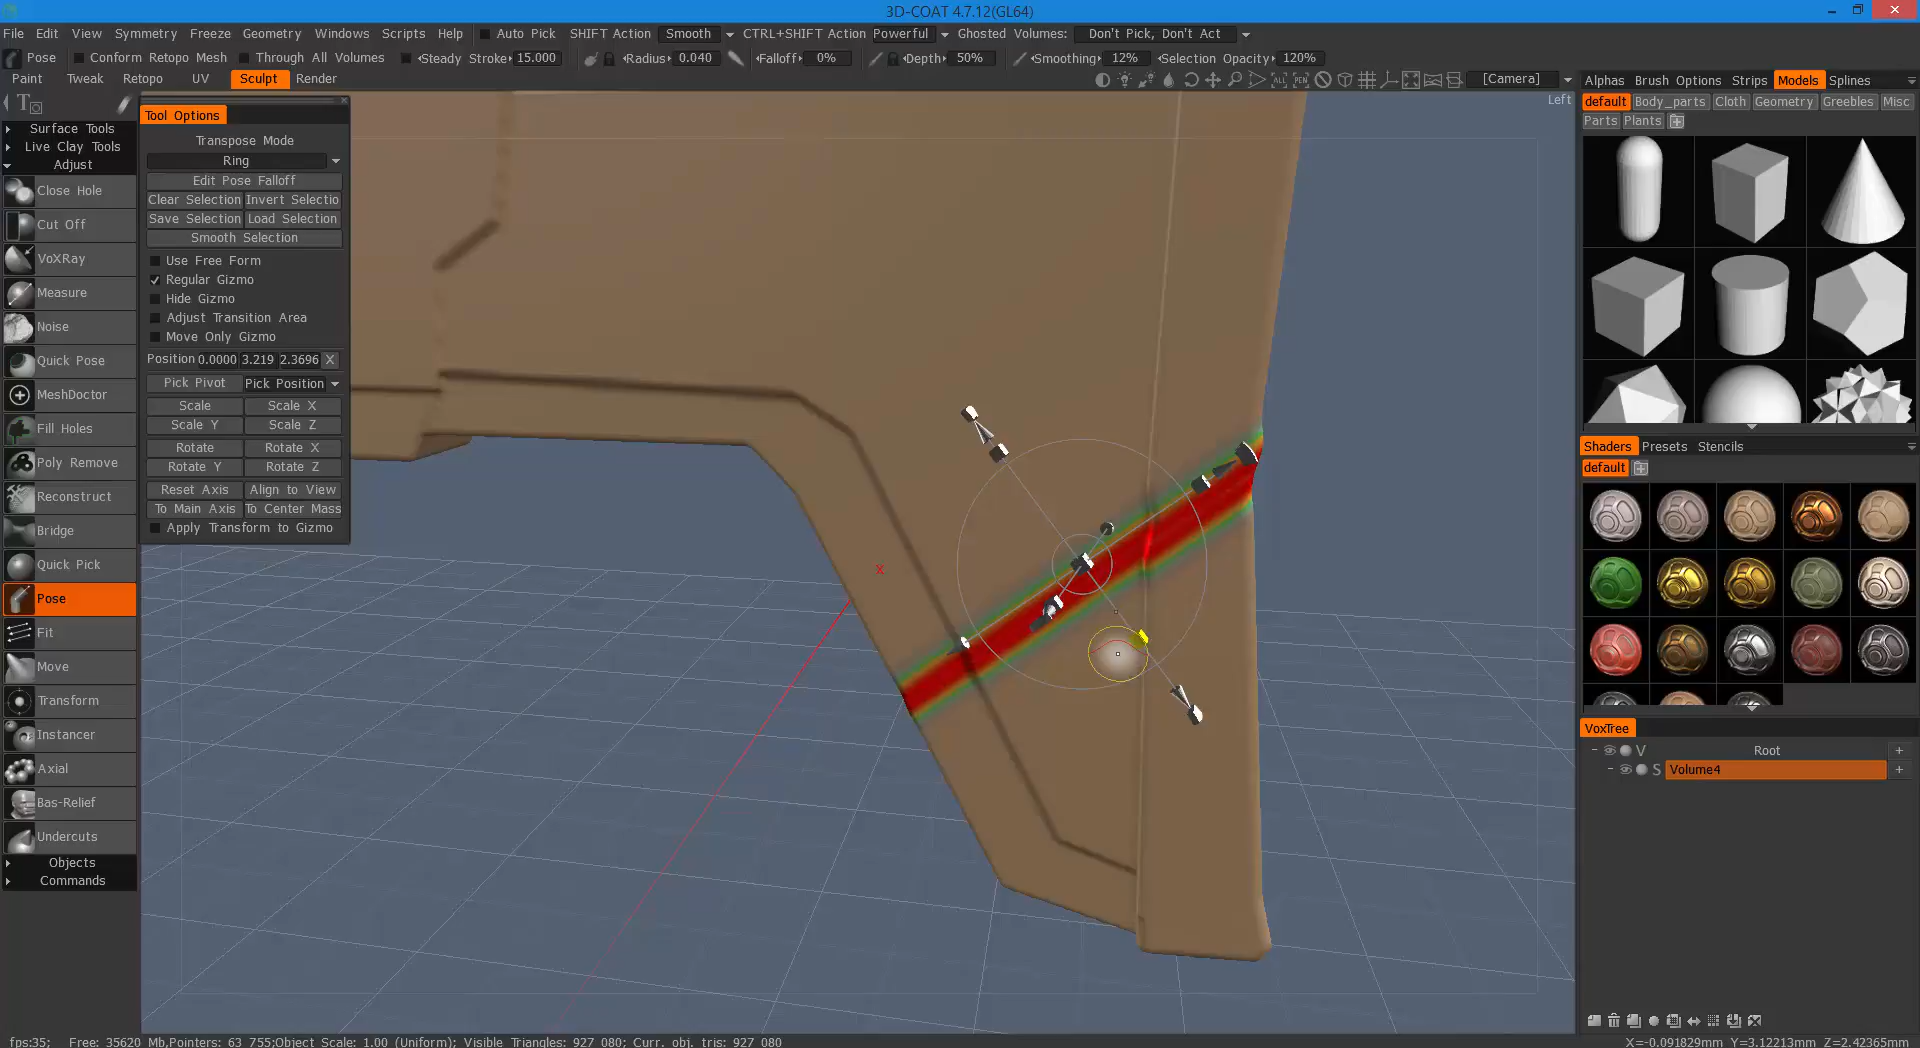 3D-COAT 4.7.12(GL64)
File Edit View Symmetry Freeze Geometry Windows Scripts Help Auto Pick SHIFT Action Smooth CTRL+SHIFT Action Powerful Ghosted Volumes: Don't Pick, Don't Act
Pose Conform Retopo Mesh Through All Volumes Steady Stroke 15.000 Radius 0.040 Falloff 0% Depth 50% Smoothing 12% Selection Opacity 120%
Paint Tweak Retopo UV Sculpt Render [Camera]
Alphas Brush Options Strips Models Splines
default Body_parts Cloth Geometry Greebles Misc
Parts Plants
Left
Tool Options
Transpose Mode
Ring
Edit Pose Falloff
Clear Selection Invert Selectio
Save Selection Load Selection
Smooth Selection
Use Free Form
Regular Gizmo
Hide Gizmo
Adjust Transition Area
Move Only Gizmo
Position 0.0000 3.219 2.3696 X
Pick Pivot Pick Position
Scale Scale X
Scale Y Scale Z
Rotate Rotate X
Rotate Y Rotate Z
Reset Axis Align to View
To Main Axis To Center Mass
Apply Transform to Gizmo
Surface Tools
Live Clay Tools
Adjust
Close Hole
Cut Off
VoXRay
Measure
Noise
Quick Pose
MeshDoctor
Fill Holes
Poly Remove
Reconstruct
Bridge
Quick Pick
Pose
Fit
Move
Transform
Instancer
Axial
Bas-Relief
Undercuts
Objects
Commands
X
Shaders Presets Stencils
default
VoxTree
V Root +
S Volume4 +
fps:35; Free: 35620 Mb,Pointers: 63 755;Object Scale: 1.00 (Uniform); Visible Triangles: 927 080; Curr. obj. tris: 927 080
X=-0.091829mm Y=3.12213mm Z=2.42365mm